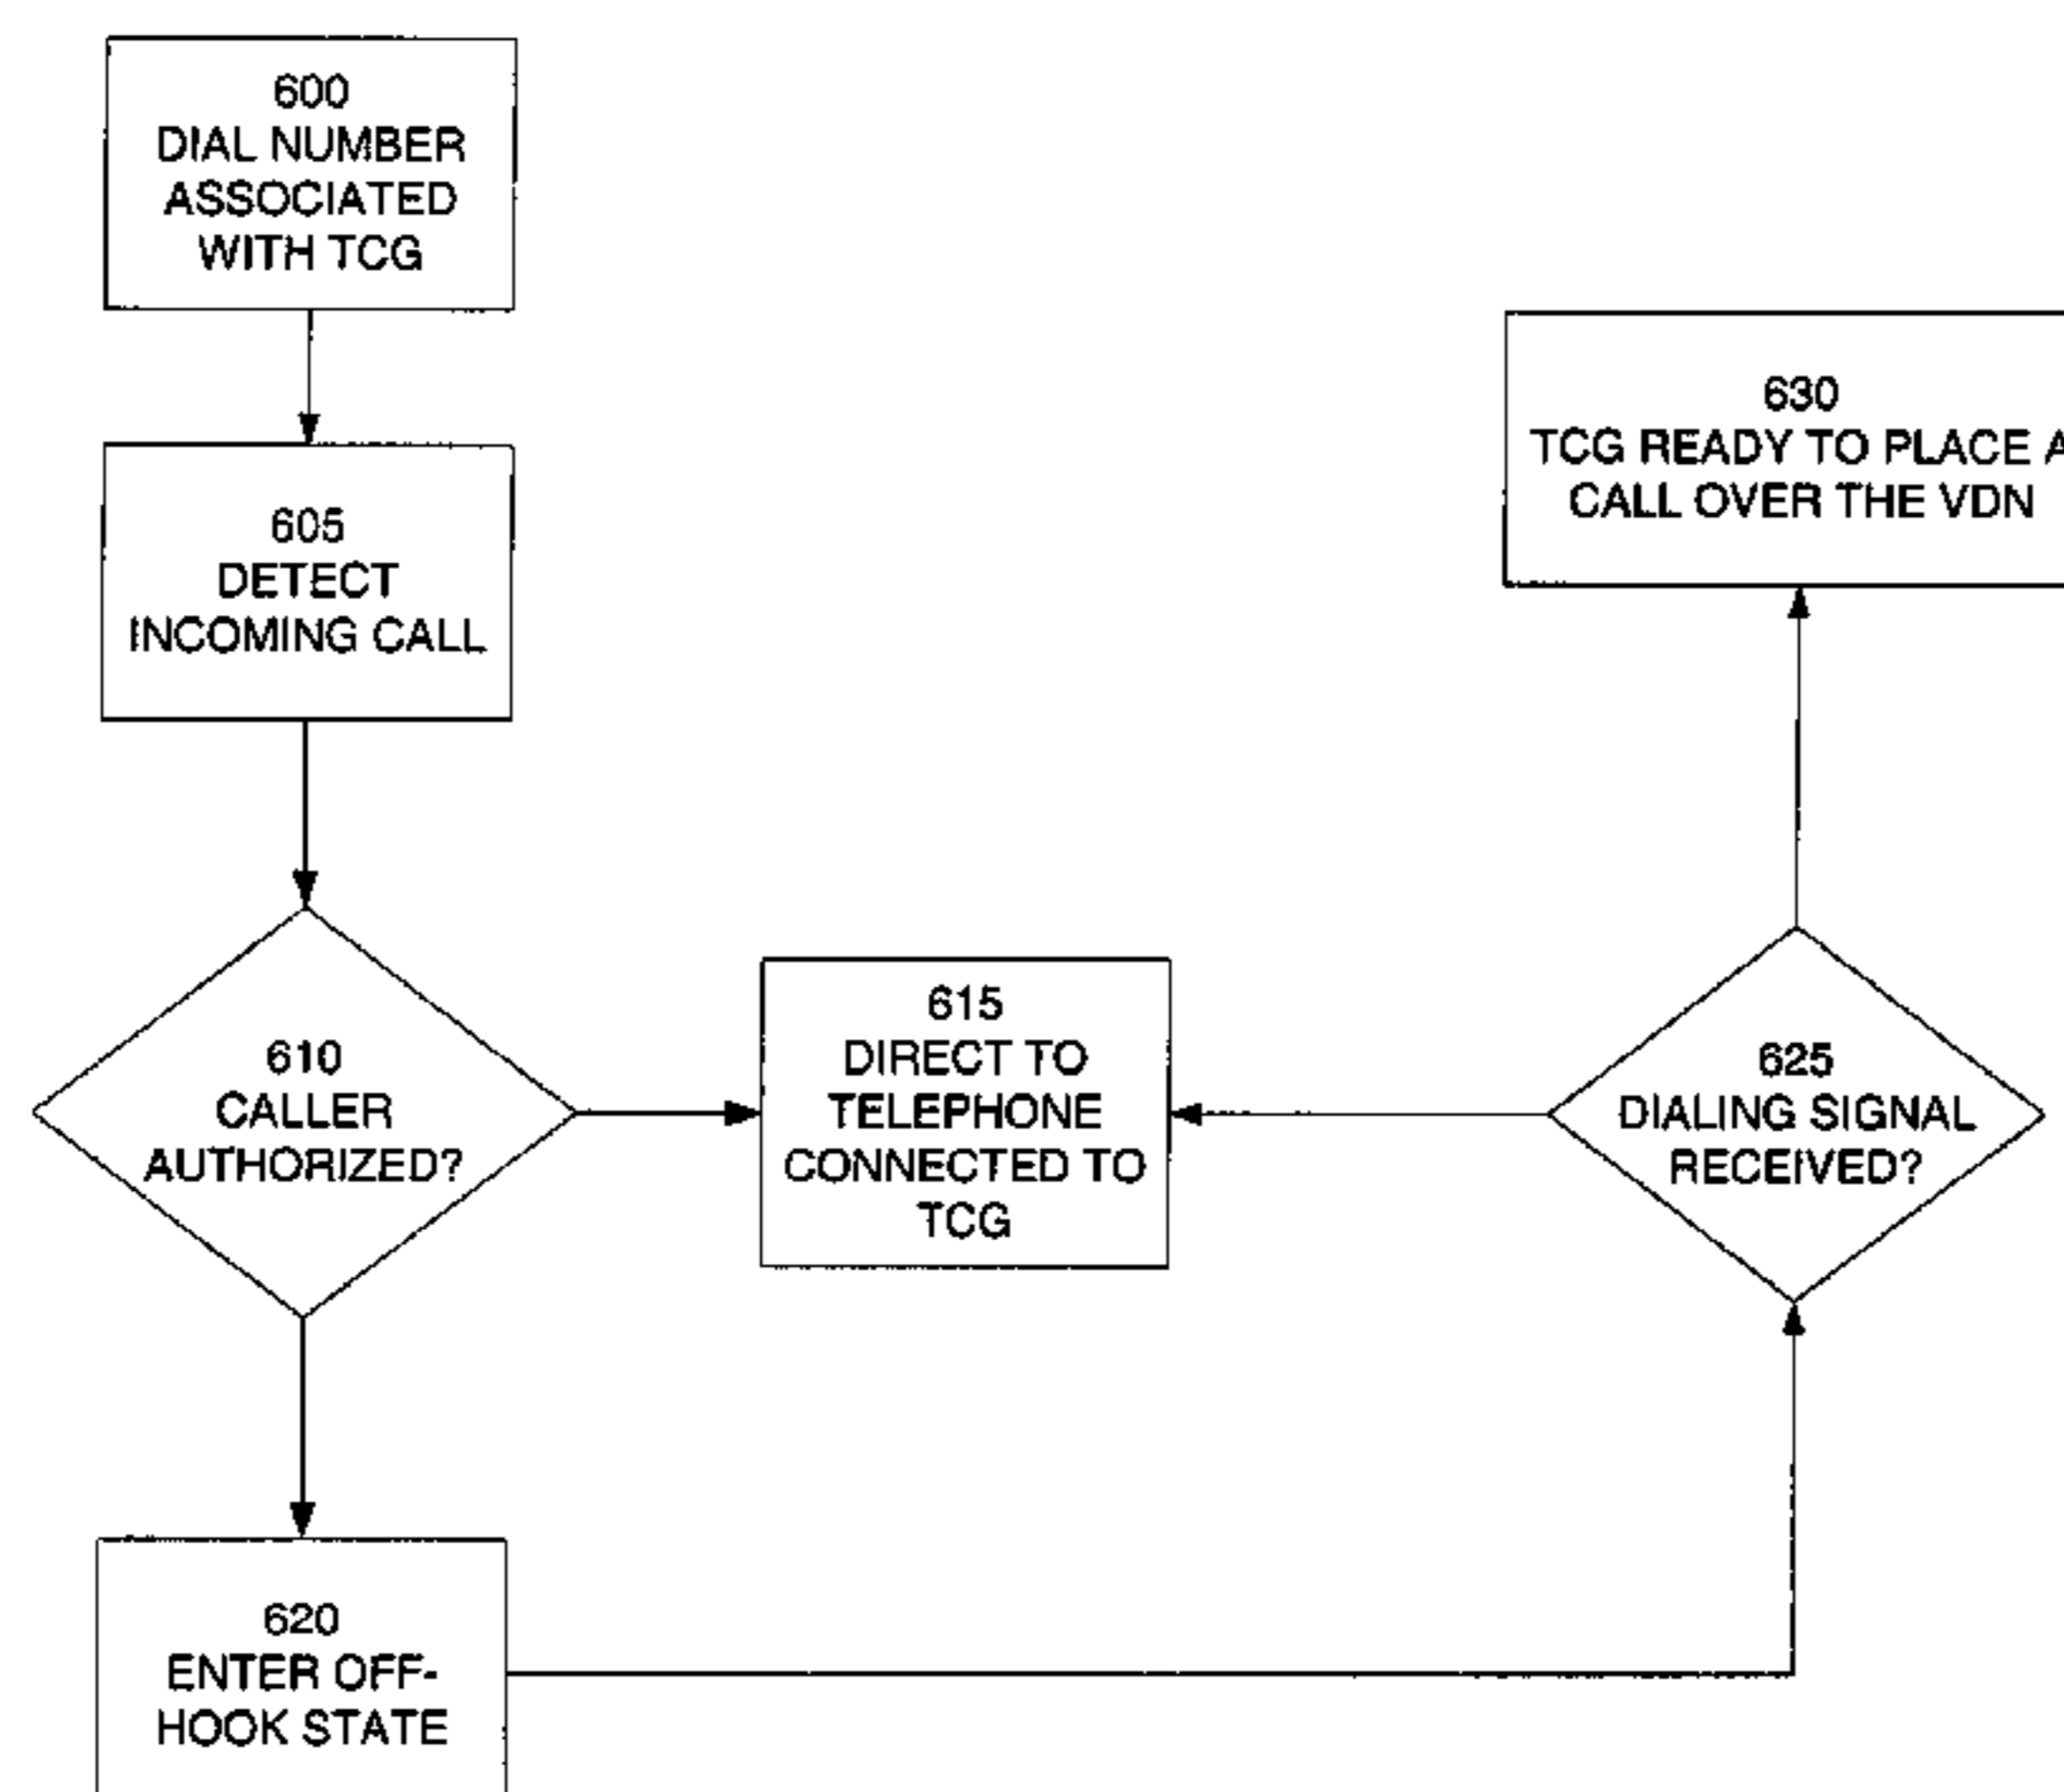 600
DIAL NUMBER
ASSOCIATED
WITH TCG
605
DETECT
INCOMING CALL
610
CALLER
AUTHORIZED?
615
DIRECT TO
TELEPHONE
CONNECTED TO
TCG
620
ENTER OFF-
HOOK STATE
625
DIALING SIGNAL
RECEIVED?
630
TCG READY TO PLACE A
CALL OVER THE VDN